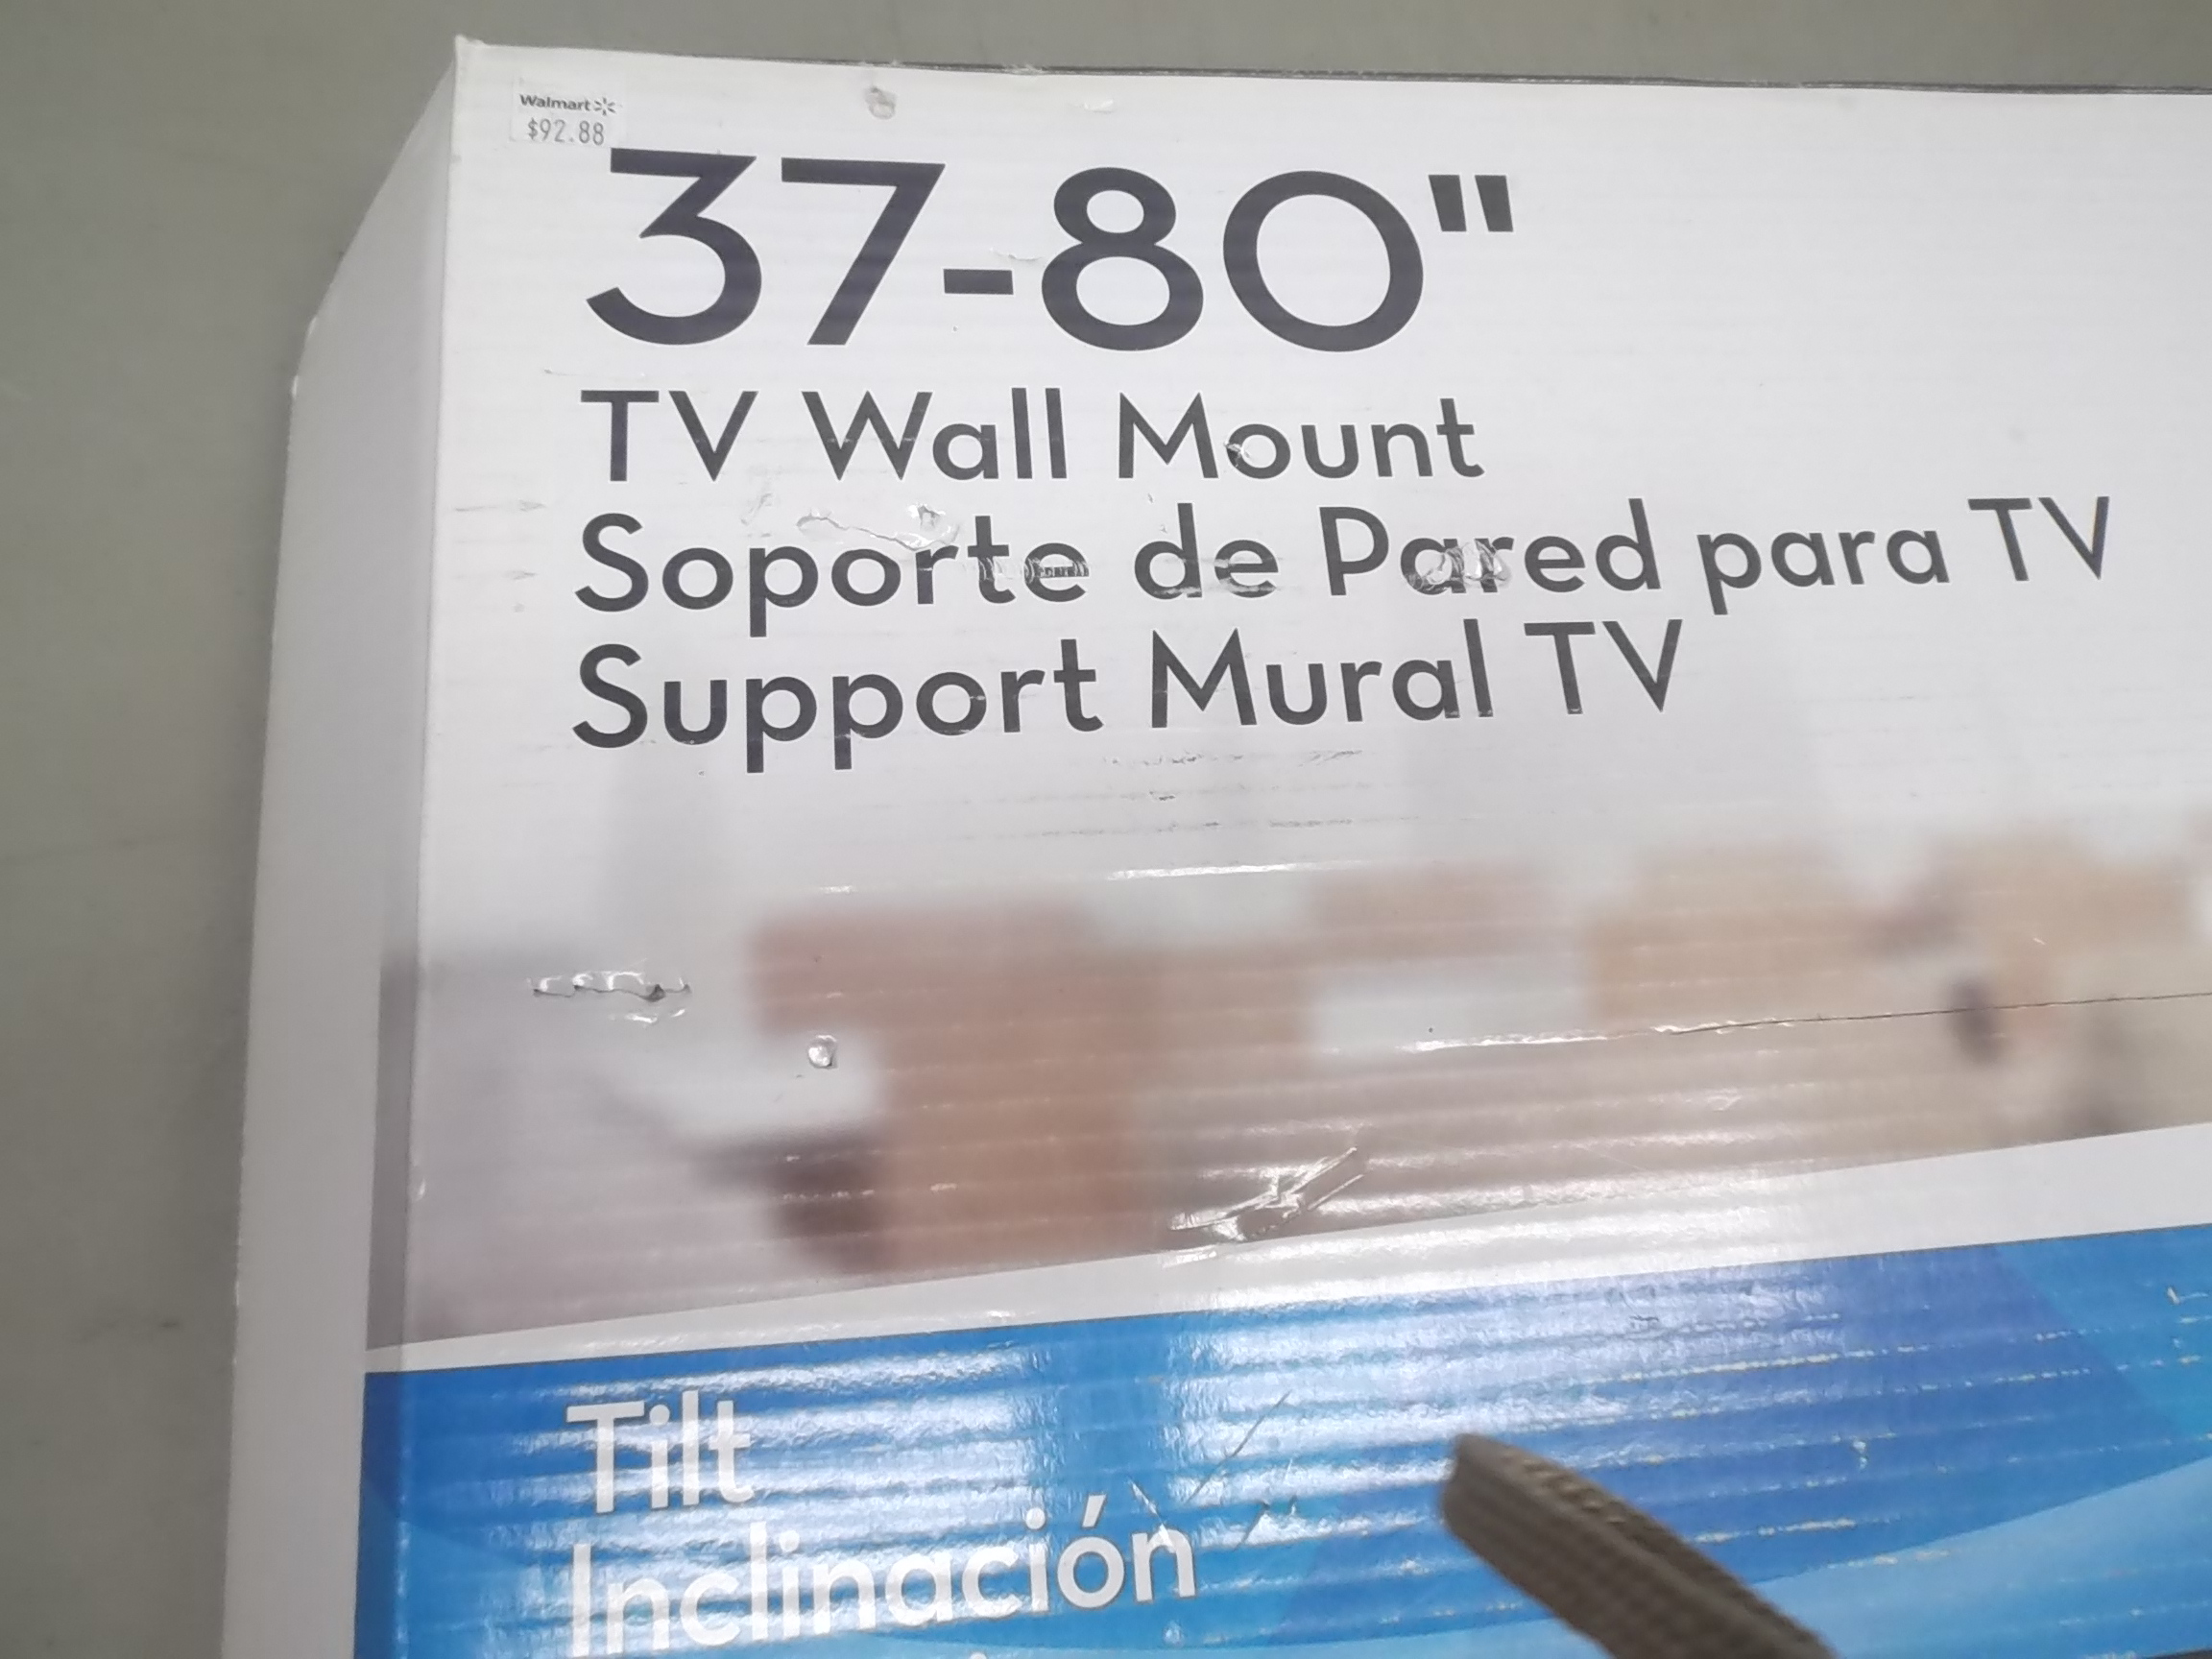 Walmart
$92.88
37-80"
TV Wall Mount
Soporte de Pared para TV
Support Mural TV
Tilt
Inclinación